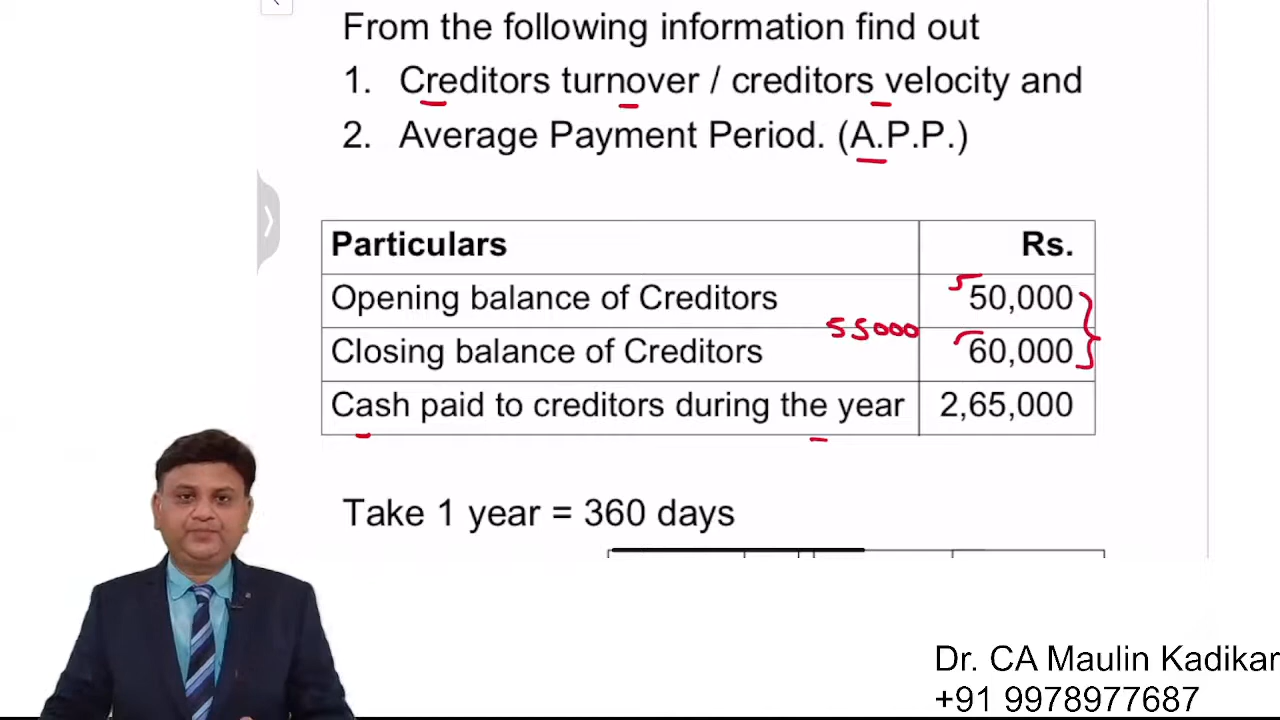 From the following information find out
1. Creditors turnover / creditors velocity and
2. Average Payment Period. (A.P.P.)
Particulars Rs.
Opening balance of Creditors 50,000
55000
Closing balance of Creditors 60,000
Cash paid to creditors during the year 2,65,000
Take 1 year = 360 days
Dr. CA Maulin Kadikar
+91 9978977687